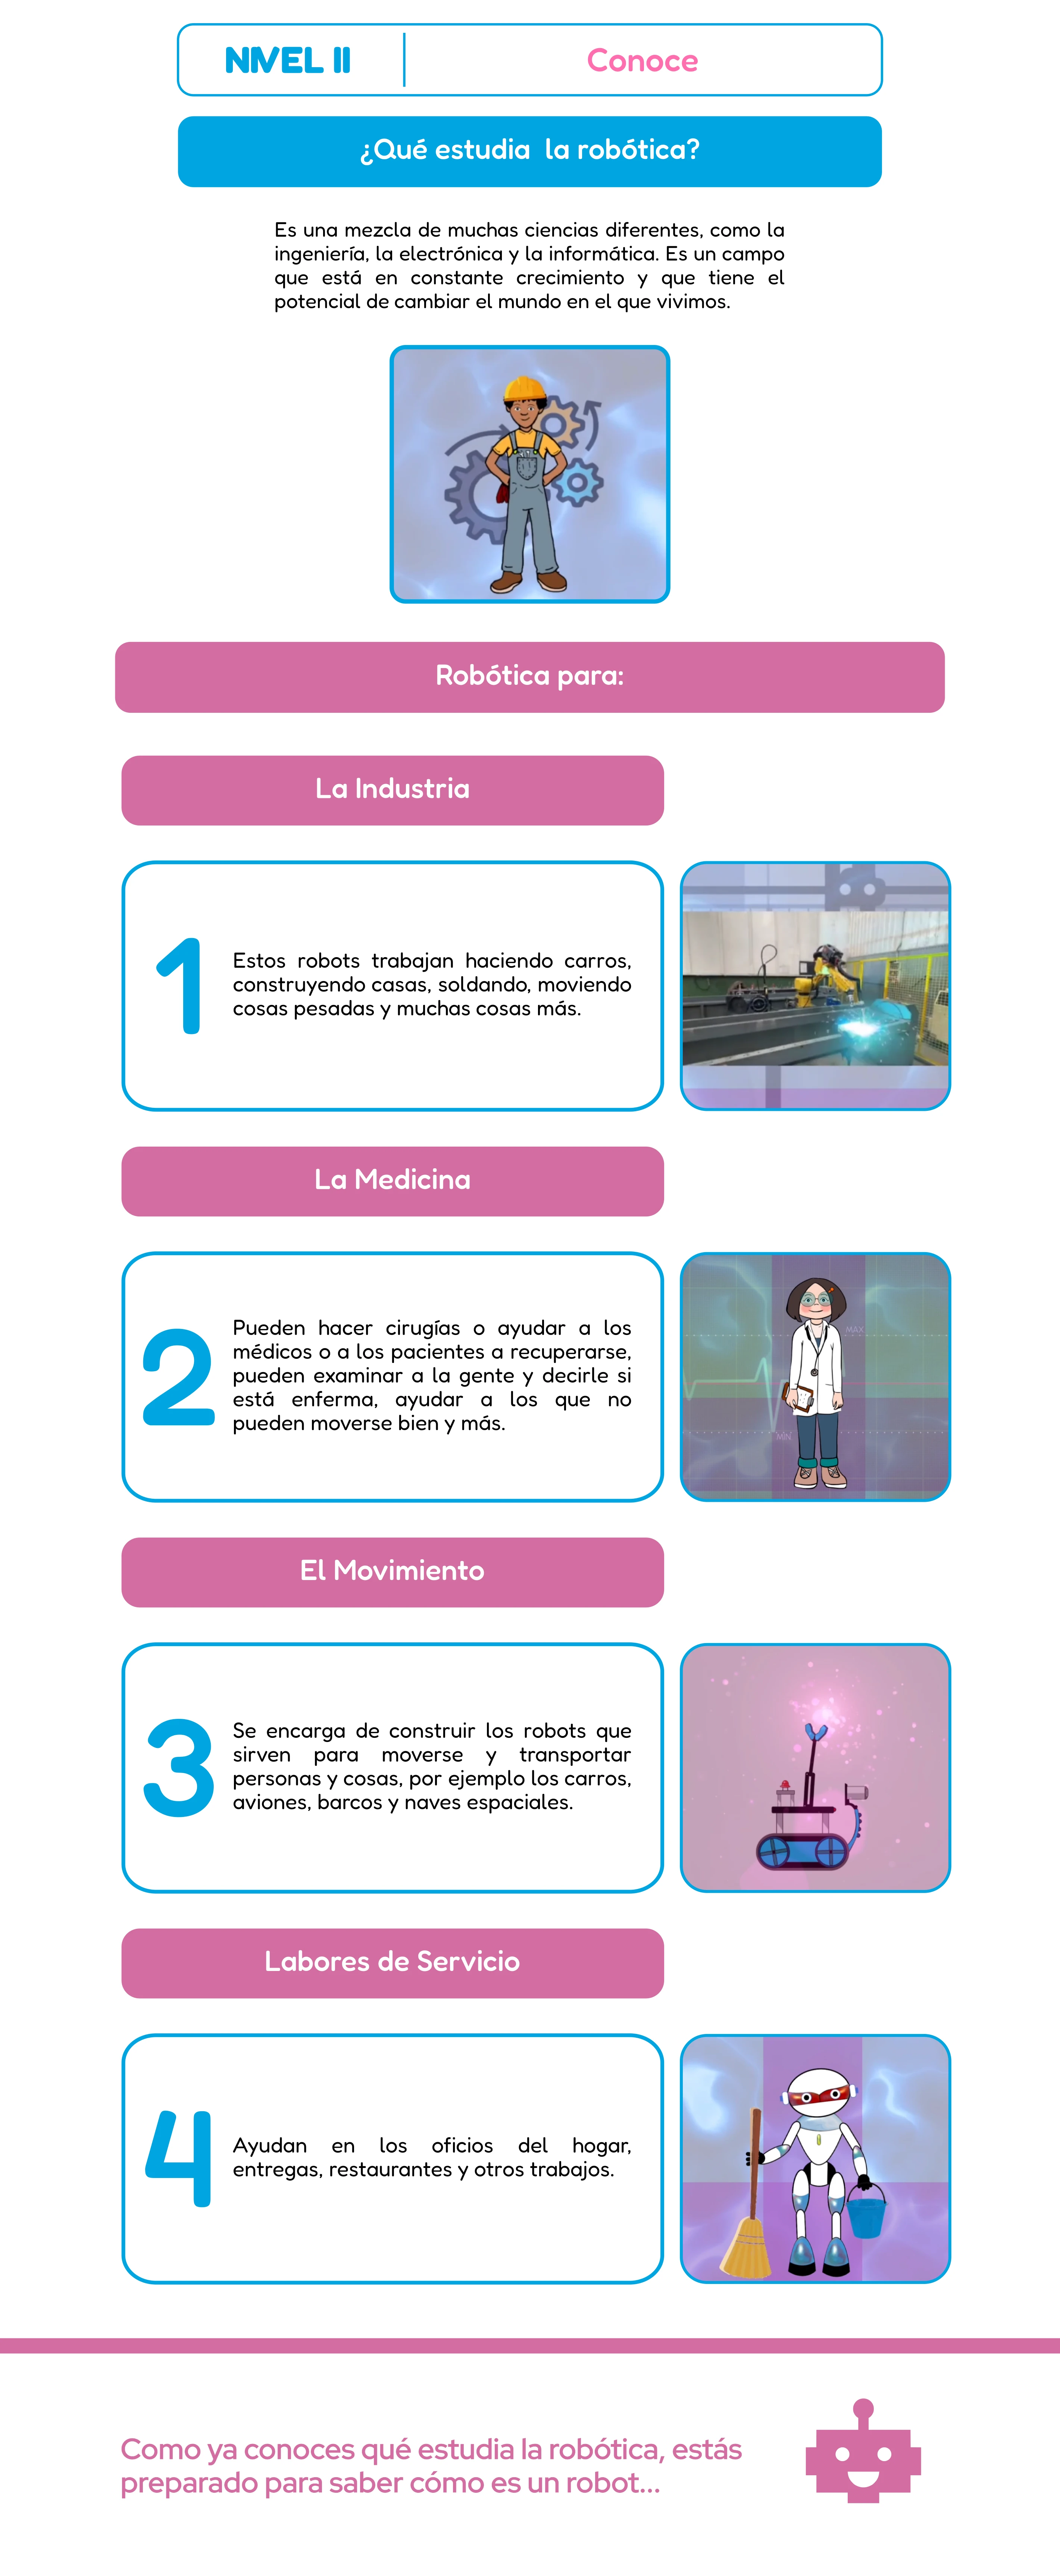 NIVEL II
Conoce
¿Qué estudia la robótica?
Es una mezcla de muchas ciencias diferentes, como la
ingeniería, la electrónica y la informática. Es un campo
que está en constante crecimiento y que tiene el
potencial de cambiar el mundo en el que vivimos.
Robótica para:
La Industria
1
Estos robots trabajan haciendo carros,
construyendo casas, soldando, moviendo
cosas pesadas y muchas cosas más.
La Medicina
2
Pueden hacer cirugías o ayudar a los
médicos o a los pacientes a recuperarse,
pueden examinar a la gente y decirle si
está enferma, ayudar a los que no
pueden moverse bien y más.
MAX
MÍN
El Movimiento
3
Se encarga de construir los robots que
sirven para moverse y transportar
personas y cosas, por ejemplo los carros,
aviones, barcos y naves espaciales.
Labores de Servicio
4
Ayudan en los oficios del hogar,
entregas, restaurantes y otros trabajos.
Como ya conoces qué estudia la robótica, estás
preparado para saber cómo es un robot...